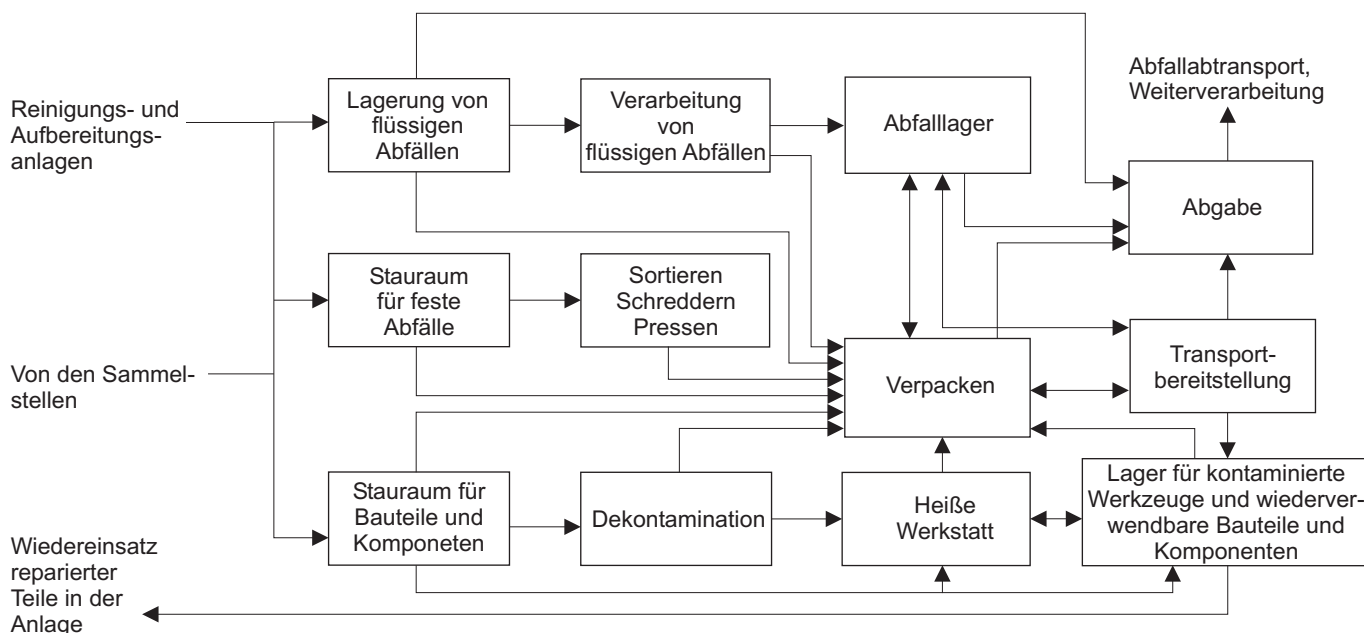 Abfallabtransport,
Weiterverarbeitung
Reinigungs- und
Aufbereitungs-
anlagen
Lagerung von
flüssigen
Abfällen
Verarbeitung
von
flüssigen Abfällen
Abfalllager
Abgabe
Stauraum
für feste
Abfälle
Sortieren
Schreddern
Pressen
Von den Sammel-
stellen
Verpacken
Transport-
bereitstellung
Stauraum für
Bauteile und
Komponeten
Dekontamination
Heiße
Werkstatt
Lager für kontaminierte
Werkzeuge und wiederver-
wendbare Bauteile und
Komponenten
Wiedereinsatz
reparierter
Teile in der
Anlage